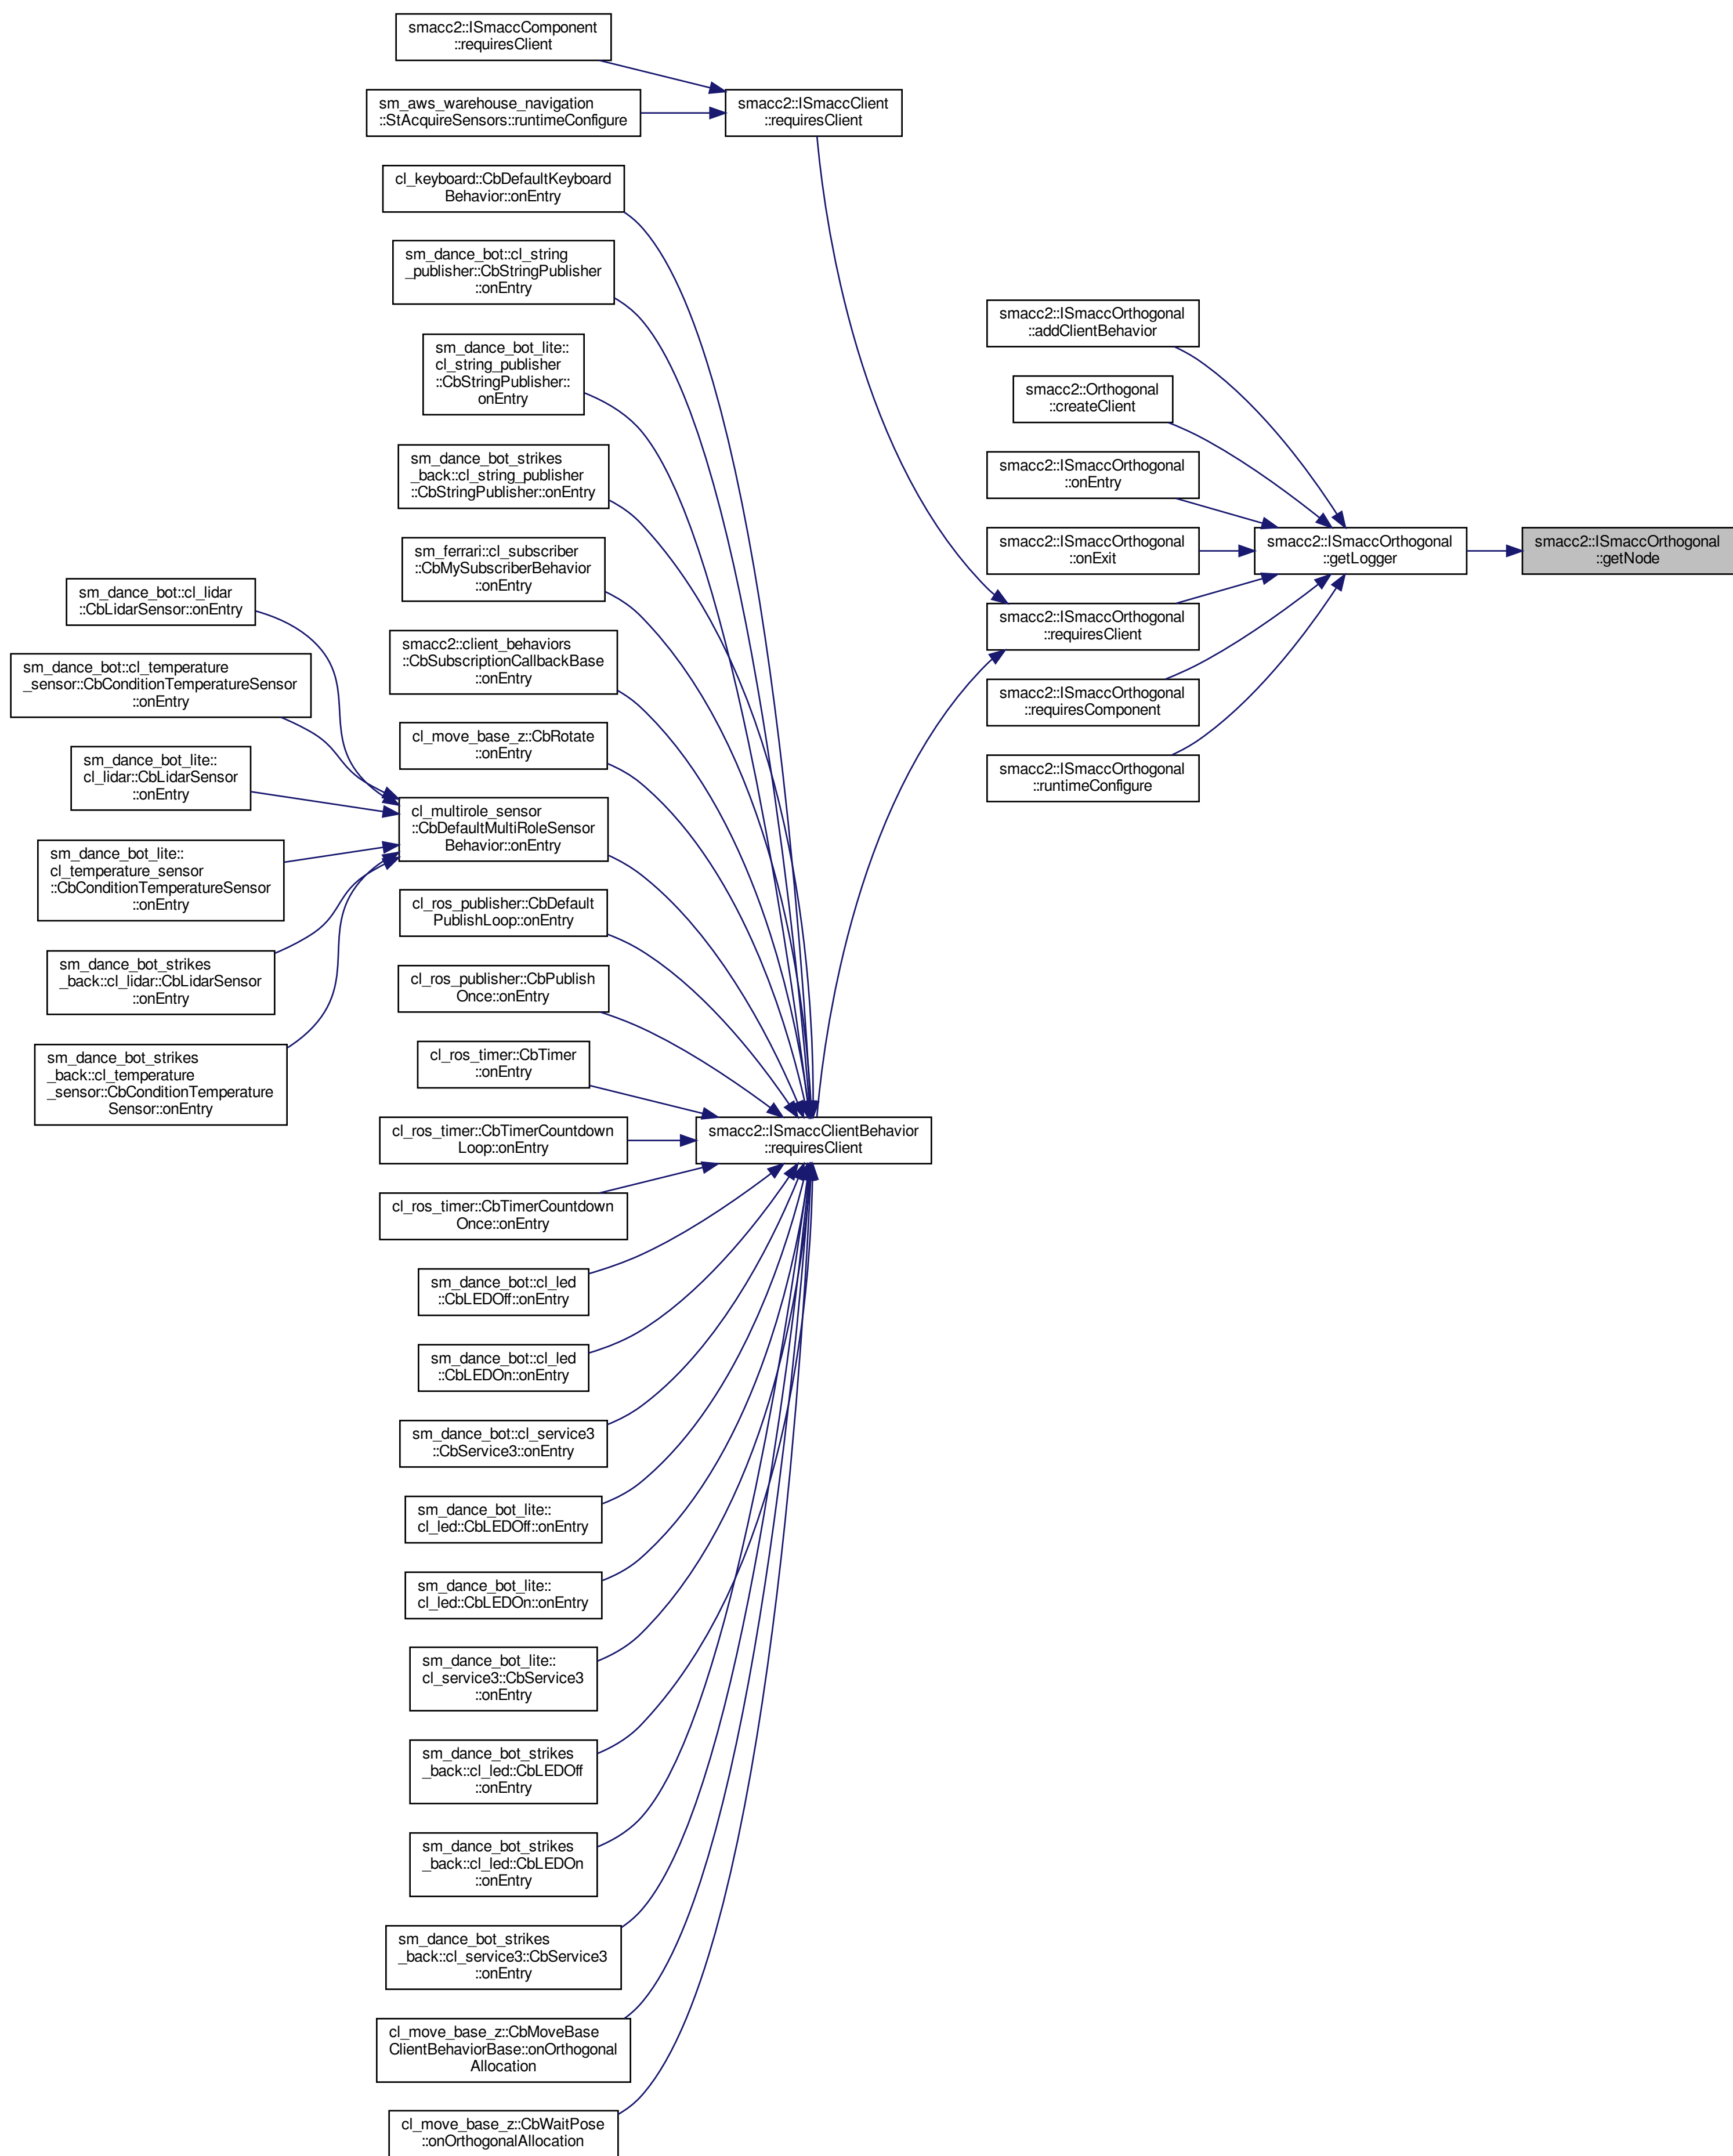 smacc2::ISmaccComponent
::requiresClient
sm_aws_warehouse_navigation
::StAcquireSensors::runtimeConfigure
smacc2::ISmaccClient
::requiresClient
cl_keyboard::CbDefaultKeyboard
Behavior::onEntry
sm_dance_bot::cl_string
_publisher::CbStringPublisher
::onEntry
sm_dance_bot_lite::
cl_string_publisher
::CbStringPublisher::
onEntry
sm_dance_bot_strikes
_back::cl_string_publisher
::CbStringPublisher::onEntry
sm_ferrari::cl_subscriber
::CbMySubscriberBehavior
::onEntry
smacc2::client_behaviors
::CbSubscriptionCallbackBase
::onEntry
cl_move_base_z::CbRotate
::onEntry
cl_multirole_sensor
::CbDefaultMultiRoleSensor
Behavior::onEntry
cl_ros_publisher::CbDefault
PublishLoop::onEntry
cl_ros_publisher::CbPublish
Once::onEntry
cl_ros_timer::CbTimer
::onEntry
cl_ros_timer::CbTimerCountdown
Loop::onEntry
cl_ros_timer::CbTimerCountdown
Once::onEntry
sm_dance_bot::cl_led
::CbLEDOff::onEntry
sm_dance_bot::cl_led
::CbLEDOn::onEntry
sm_dance_bot::cl_service3
::CbService3::onEntry
sm_dance_bot_lite::
cl_led::CbLEDOff::onEntry
sm_dance_bot_lite::
cl_led::CbLEDOn::onEntry
sm_dance_bot_lite::
cl_service3::CbService3
::onEntry
sm_dance_bot_strikes
_back::cl_led::CbLEDOff
::onEntry
sm_dance_bot_strikes
_back::cl_led::CbLEDOn
::onEntry
sm_dance_bot_strikes
_back::cl_service3::CbService3
::onEntry
cl_move_base_z::CbMoveBase
ClientBehaviorBase::onOrthogonal
Allocation
cl_move_base_z::CbWaitPose
::onOrthogonalAllocation
sm_dance_bot::cl_lidar
::CbLidarSensor::onEntry
sm_dance_bot::cl_temperature
_sensor::CbConditionTemperatureSensor
::onEntry
sm_dance_bot_lite::
cl_lidar::CbLidarSensor
::onEntry
sm_dance_bot_lite::
cl_temperature_sensor
::CbConditionTemperatureSensor
::onEntry
sm_dance_bot_strikes
_back::cl_lidar::CbLidarSensor
::onEntry
sm_dance_bot_strikes
_back::cl_temperature
_sensor::CbConditionTemperature
Sensor::onEntry
smacc2::ISmaccClientBehavior
::requiresClient
smacc2::ISmaccOrthogonal
::addClientBehavior
smacc2::Orthogonal
::createClient
smacc2::ISmaccOrthogonal
::onEntry
smacc2::ISmaccOrthogonal
::onExit
smacc2::ISmaccOrthogonal
::requiresClient
smacc2::ISmaccOrthogonal
::requiresComponent
smacc2::ISmaccOrthogonal
::runtimeConfigure
smacc2::ISmaccOrthogonal
::getLogger
smacc2::ISmaccOrthogonal
::getNode